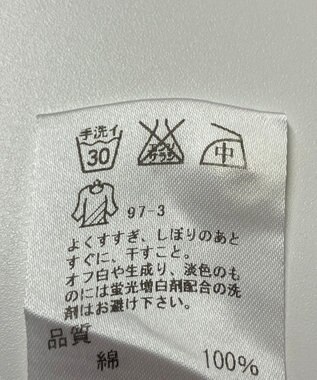 手洗イ
30
エンソ
サラシ
中
97-3
よくすすぎ、しぼりのあと
すぐに、干すこと。
オフ白や生成り、淡色のも
のには蛍光増白剤配合の洗
剤はお避け下さい。
品質
綿 100%